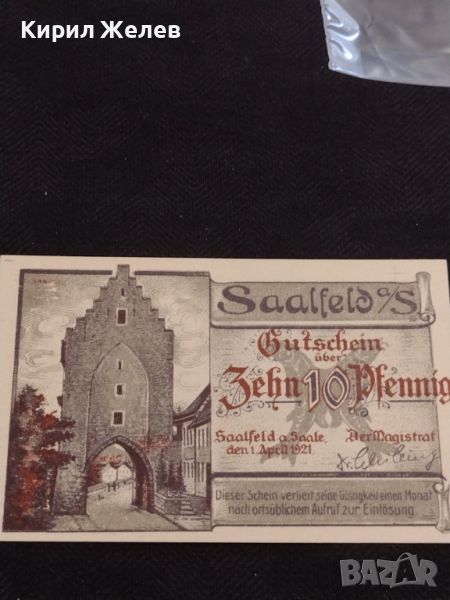 Кирил Желев
Saalfeld a/S.
Gutschein
über
Zehn 10 Pfennig
Saalfeld a. Saale, Der Magistrat
den 1. April 1921.
Dieser Schein verliert seine Gültigkeit einen Monat
nach ortsüblichem Aufruf zur Einlösung.
BAZAR